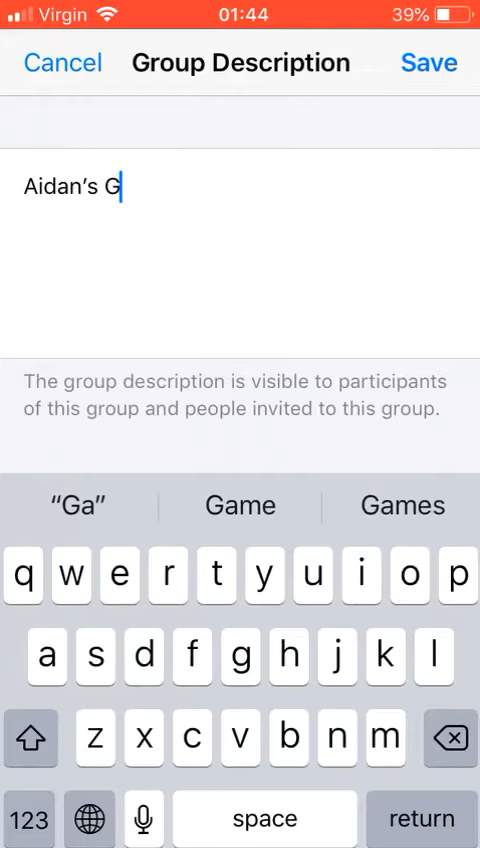 Virgin 01:44 39%
Cancel Group Description Save
Aidan's G
The group description is visible to participants
of this group and people invited to this group.
“Ga” Game Games
q w e r t y u i o p
a s d f g h j k l
z x c v b n m
123 space return